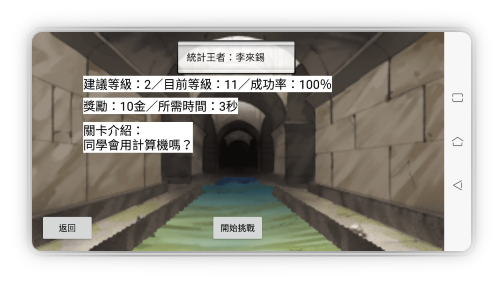 統計王者：李來錫
建議等級：2／目前等級：11／成功率：100%
獎勵：10金／所需時間：3秒
關卡介紹：
同學會用計算機嗎？
返回
開始挑戰